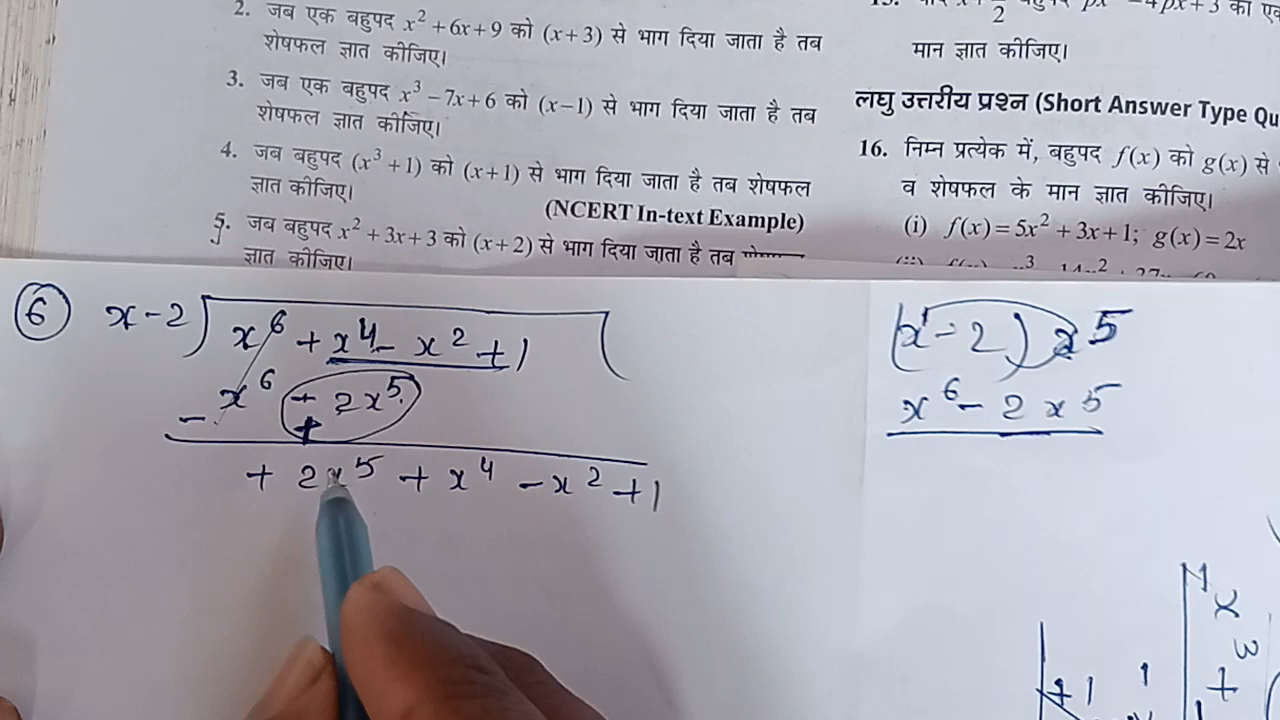 2. जब एक बहुपद x² + 6x + 9 को (x + 3) से भाग दिया जाता है तब
शेषफल ज्ञात कीजिए।
3. जब एक बहुपद x³ − 7x + 6 को (x − 1) से भाग दिया जाता है तब
शेषफल ज्ञात कीजिए।
4. जब बहुपद (x³ + 1) को (x + 1) से भाग दिया जाता है तब शेषफल
ज्ञात कीजिए।
(NCERT In-text Example)
5. जब बहुपद x² + 3x + 3 को (x + 2) से भाग दिया जाता है तब
ज्ञात कीजिए।
मान ज्ञात कीजिए।
लघु उत्तरीय प्रश्न (Short Answer Type Qu
16. निम्न प्रत्येक में, बहुपद f(x) को g(x) से
व शेषफल के मान ज्ञात कीजिए।
(i) f(x) = 5x² + 3x + 1; g(x) = 2x
6 x − 2 ) x⁶ + x⁴ − x² + 1 (
x⁶ − 2x⁵
− +
+ 2x⁵ + x⁴ − x² + 1
(x − 2) x⁵
x⁶ − 2x⁵
x³ +
+1